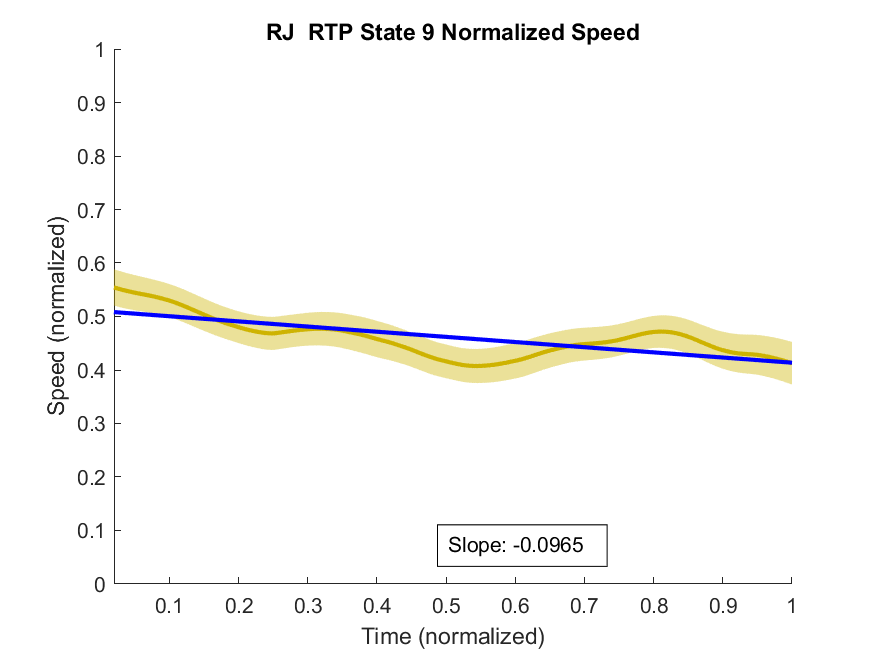 RJ  RTP State 9 Normalized Speed
1
0.9
0.8
0.7
0.6
0.5
0.4
0.3
0.2
0.1
0
Speed (normalized)
Slope: -0.0965
0.1 0.2 0.3 0.4 0.5 0.6 0.7 0.8 0.9 1
Time (normalized)